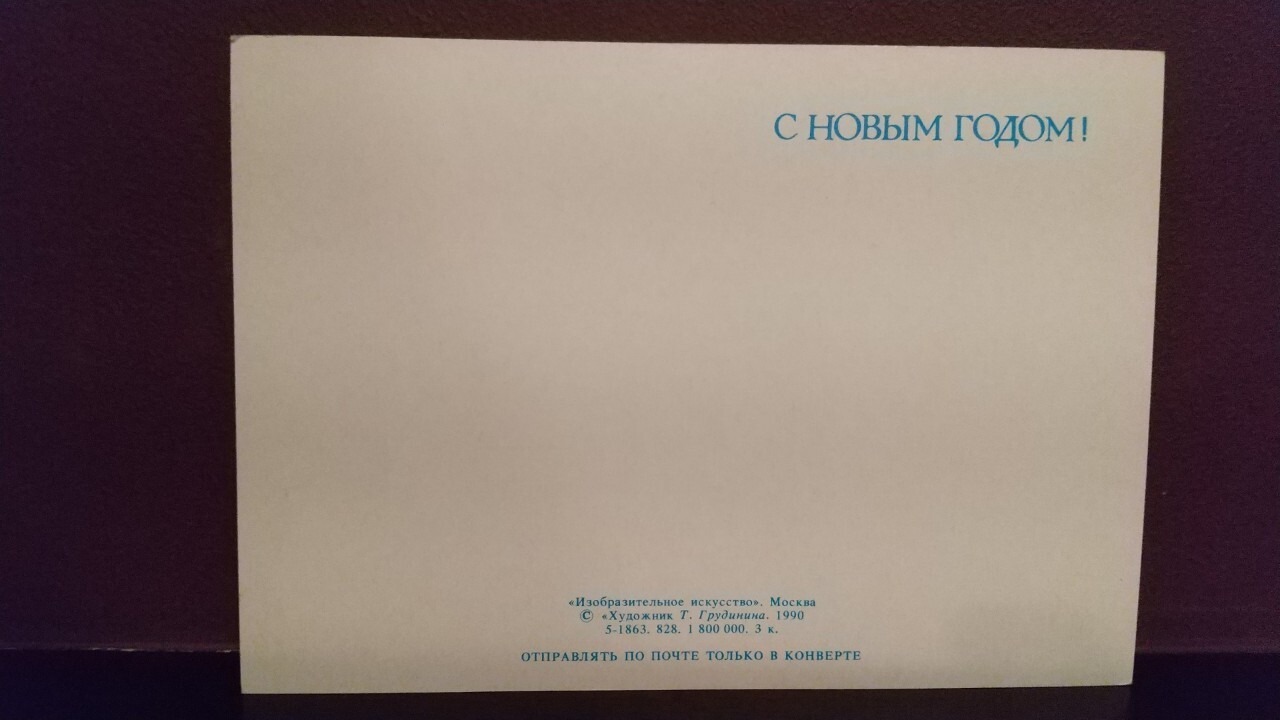 С НОВЫМ ГОДОМ!
«Изобразительное искусство». Москва
© «Художник Т. Грудинина. 1990
5-1863. 828. 1 800 000. 3 к.
ОТПРАВЛЯТЬ ПО ПОЧТЕ ТОЛЬКО В КОНВЕРТЕ